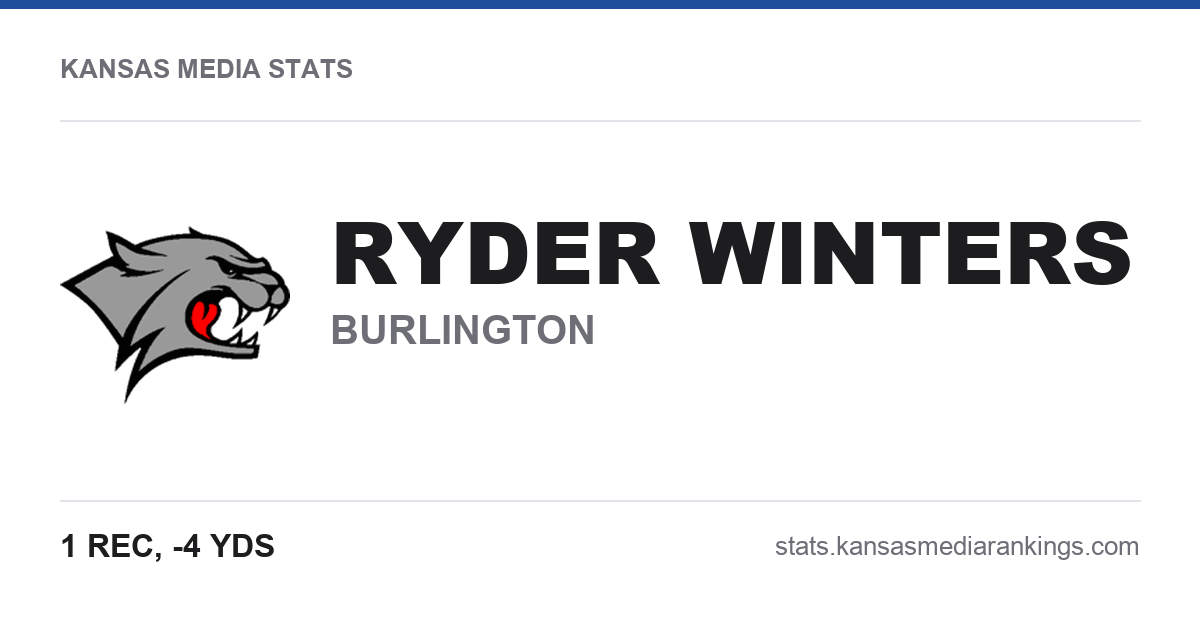 KANSAS MEDIA STATS
RYDER WINTERS
BURLINGTON
1 REC, -4 YDS
stats.kansasmediarankings.com